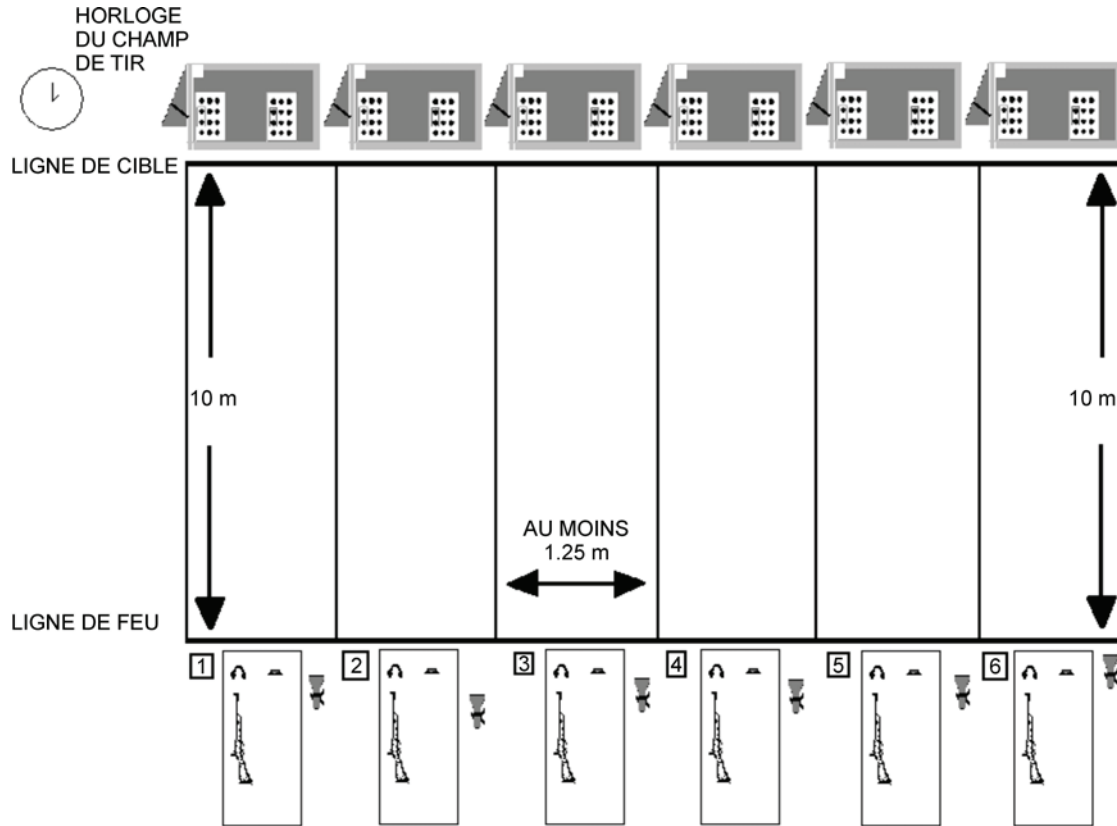 HORLOGE
DU CHAMP
DE TIR
LIGNE DE CIBLE
10 m
10 m
AU MOINS
1.25 m
LIGNE DE FEU
1
2
3
4
5
6